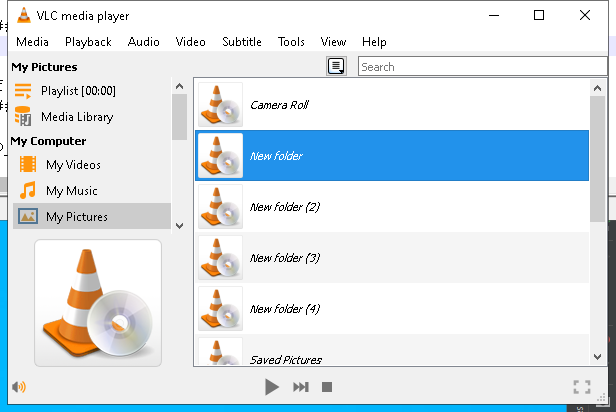 VLC media player
Media Playback Audio Video Subtitle Tools View Help
My Pictures
Search
Playlist [00:00]
Media Library
My Computer
My Videos
My Music
My Pictures
Camera Roll
New folder
New folder (2)
New folder (3)
New folder (4)
Saved Pictures